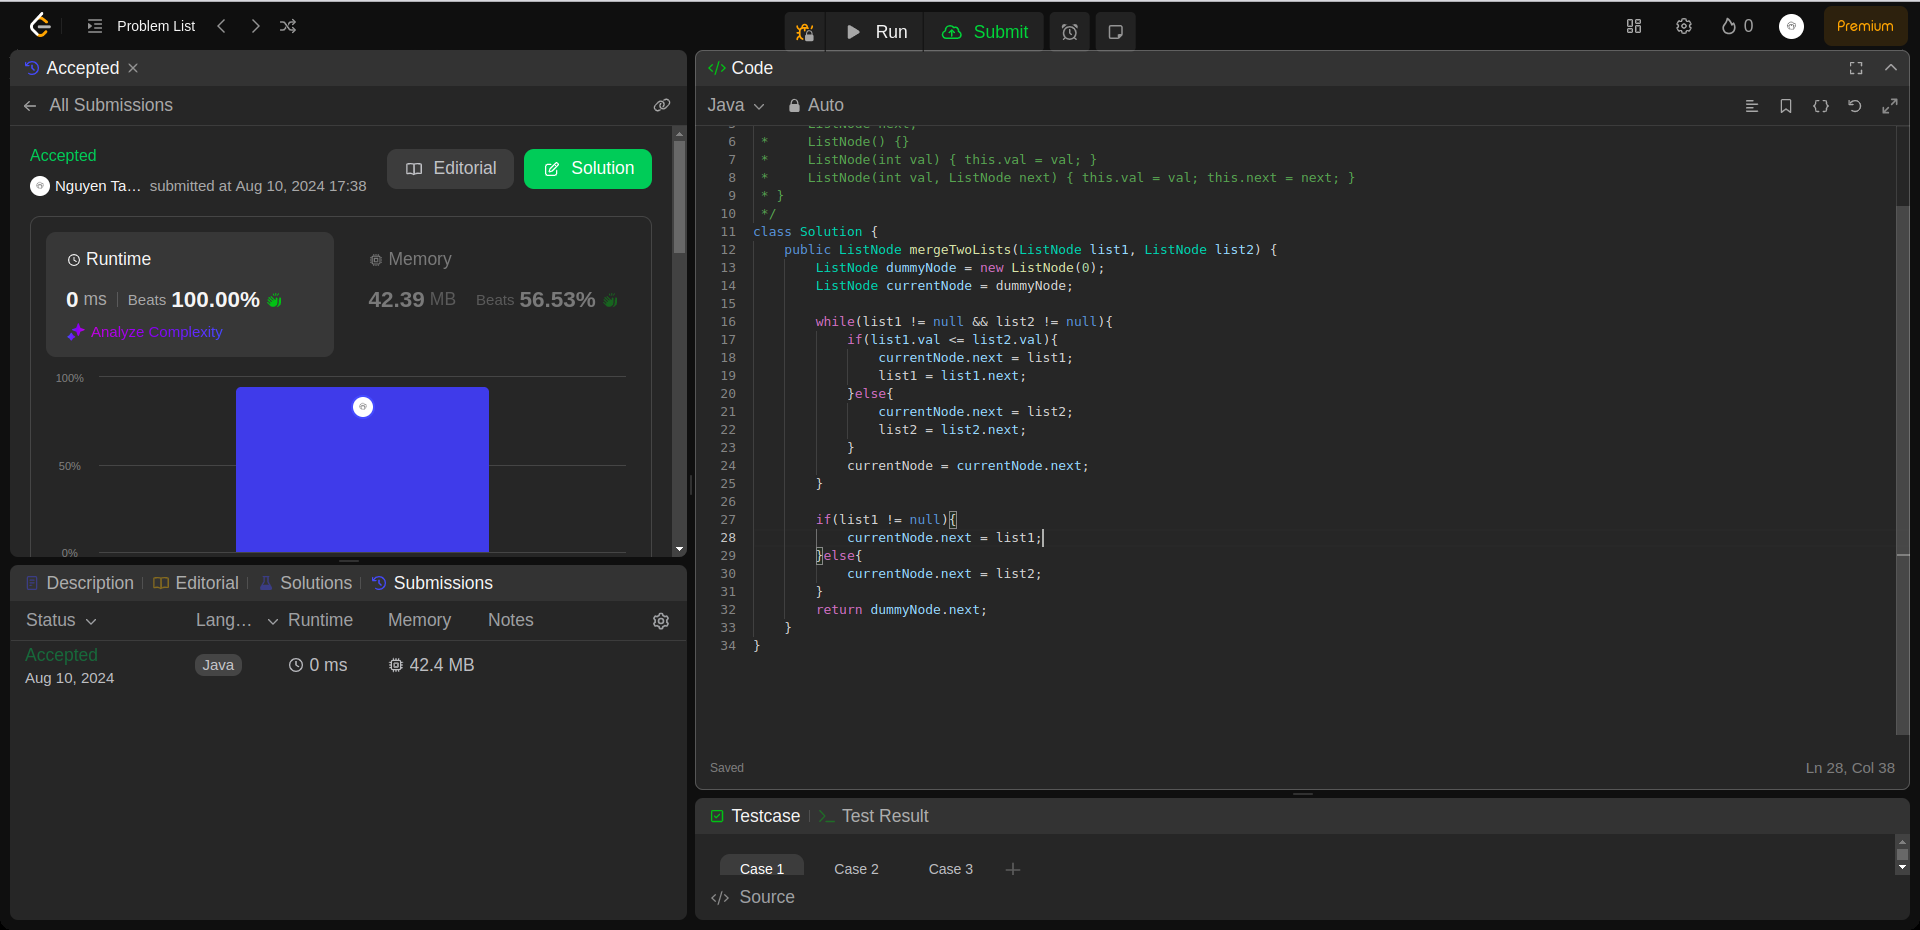 Problem List
Run
Submit
0
Premium
Accepted
All Submissions
Accepted
Nguyen Ta... submitted at Aug 10, 2024 17:38
Editorial
Solution
Runtime
0 ms Beats 100.00%
Analyze Complexity
Memory
42.39 MB Beats 56.53%
100%
50%
0%
Description
Editorial
Solutions
Submissions
Status Lang... Runtime Memory Notes
Accepted
Aug 10, 2024
Java
0 ms
42.4 MB
</> Code
Java
Auto
5 * ListNode next;
6 * ListNode() {}
7 * ListNode(int val) { this.val = val; }
8 * ListNode(int val, ListNode next) { this.val = val; this.next = next; }
9 * }
10 */
11 class Solution {
12 public ListNode mergeTwoLists(ListNode list1, ListNode list2) {
13 ListNode dummyNode = new ListNode(0);
14 ListNode currentNode = dummyNode;
15
16 while(list1 != null && list2 != null){
17 if(list1.val <= list2.val){
18 currentNode.next = list1;
19 list1 = list1.next;
20 }else{
21 currentNode.next = list2;
22 list2 = list2.next;
23 }
24 currentNode = currentNode.next;
25 }
26
27 if(list1 != null){
28 currentNode.next = list1;
29 }else{
30 currentNode.next = list2;
31 }
32 return dummyNode.next;
33 }
34 }
Saved
Ln 28, Col 38
Testcase
Test Result
Case 1
Case 2
Case 3
</> Source